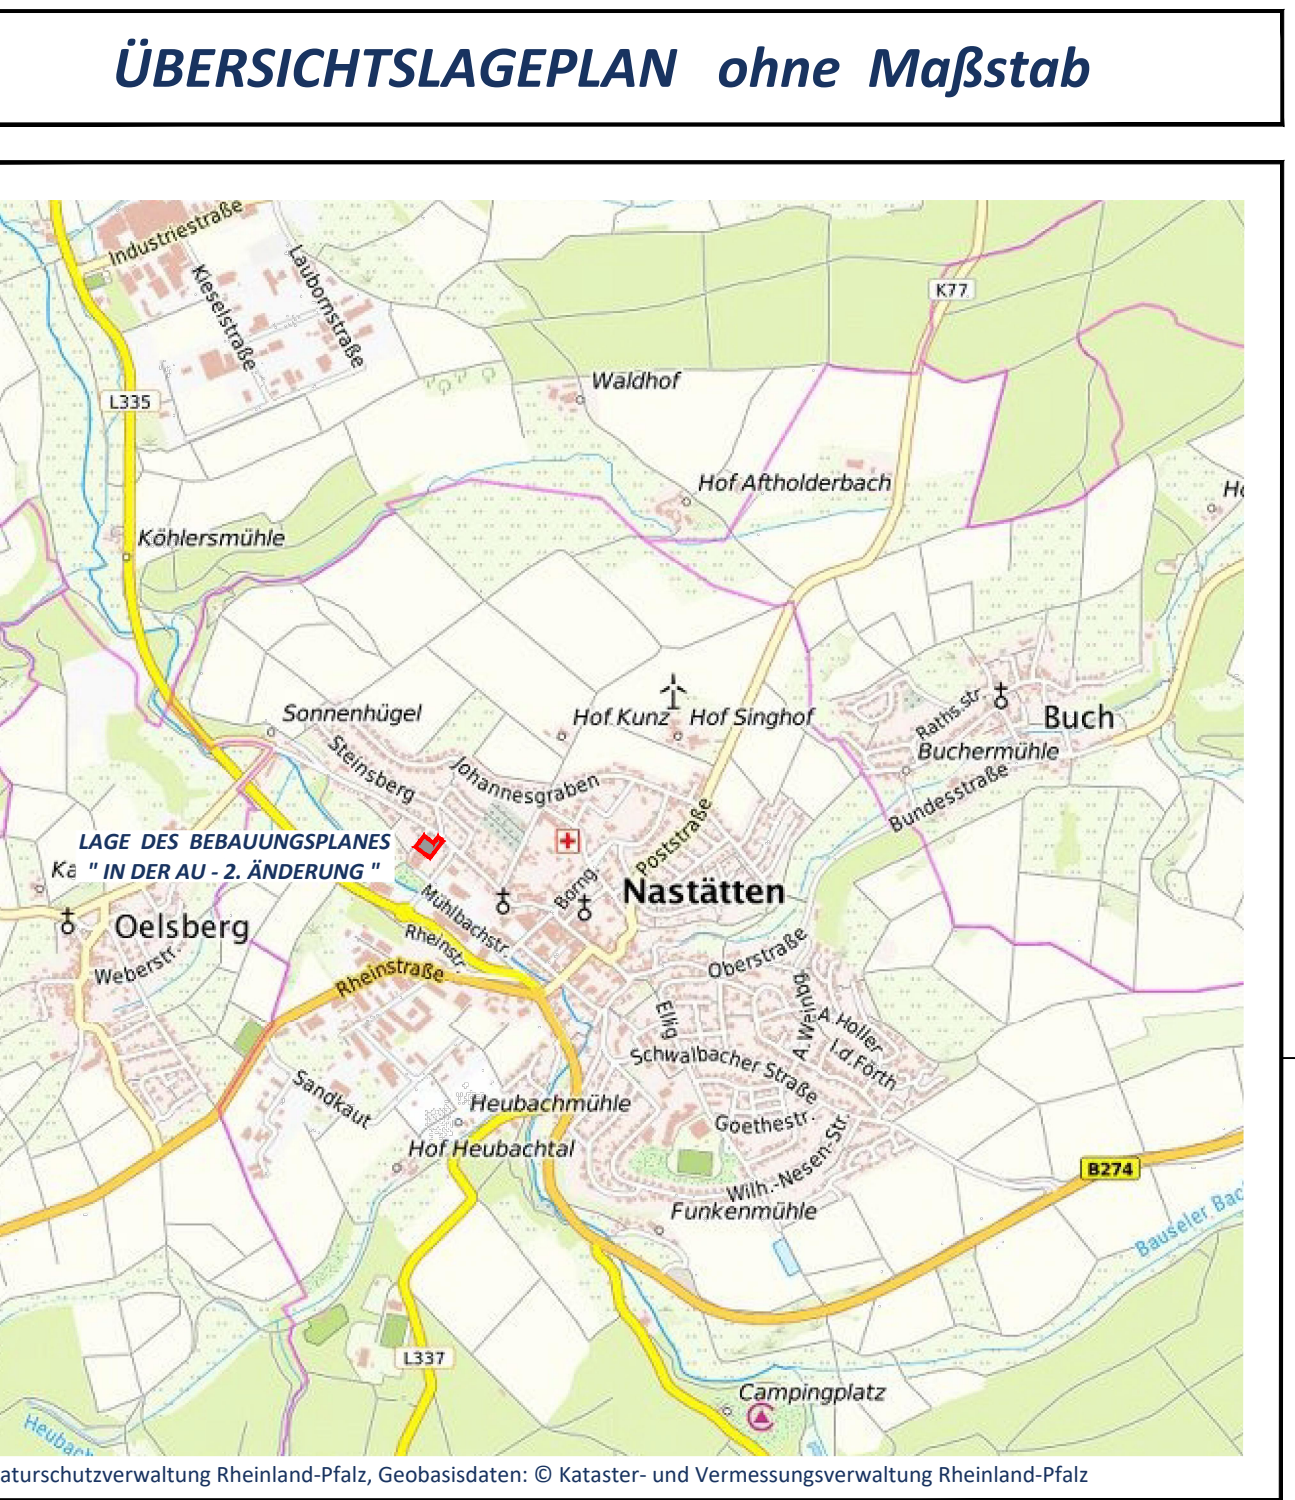 ÜBERSICHTSLAGEPLAN ohne Maßstab
Industriestraße
Kieselstraße
Laubornstraße
K77
L335
Waldhof
Hof Aftholderbach
Köhlersmühle
Sonnenhügel
Hof Kunz
Hof Singhof
Raths.str.
Buch
Buchermühle
Bundesstraße
Steinsberg
Johannesgraben
Poststraße
LAGE DES BEBAUUNGSPLANES
" IN DER AU - 2. ÄNDERUNG "
Borng.
Nastätten
Mühlbachstr.
Oelsberg
Weberstr.
Rheinstr.
Rheinstraße
Oberstraße
Ellig
A.Weinbg
A.Holler
I.d.Förth
Schwalbacher Straße
Sandkaut
Heubachmühle
Goethestr.
Hof Heubachtal
Wilh.-Nesen-Str.
Funkenmühle
B274
Bauseler Bac
L337
Campingplatz
Heubach
aturschutzverwaltung Rheinland-Pfalz, Geobasisdaten: © Kataster- und Vermessungsverwaltung Rheinland-Pfalz